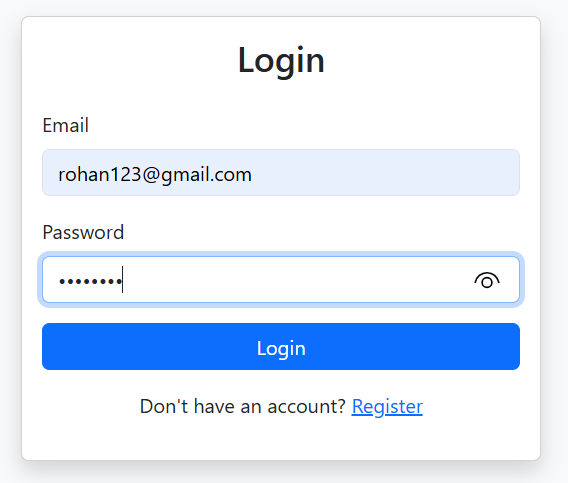 Login
Email
rohan123@gmail.com
Password
••••••••
Login
Don't have an account? Register